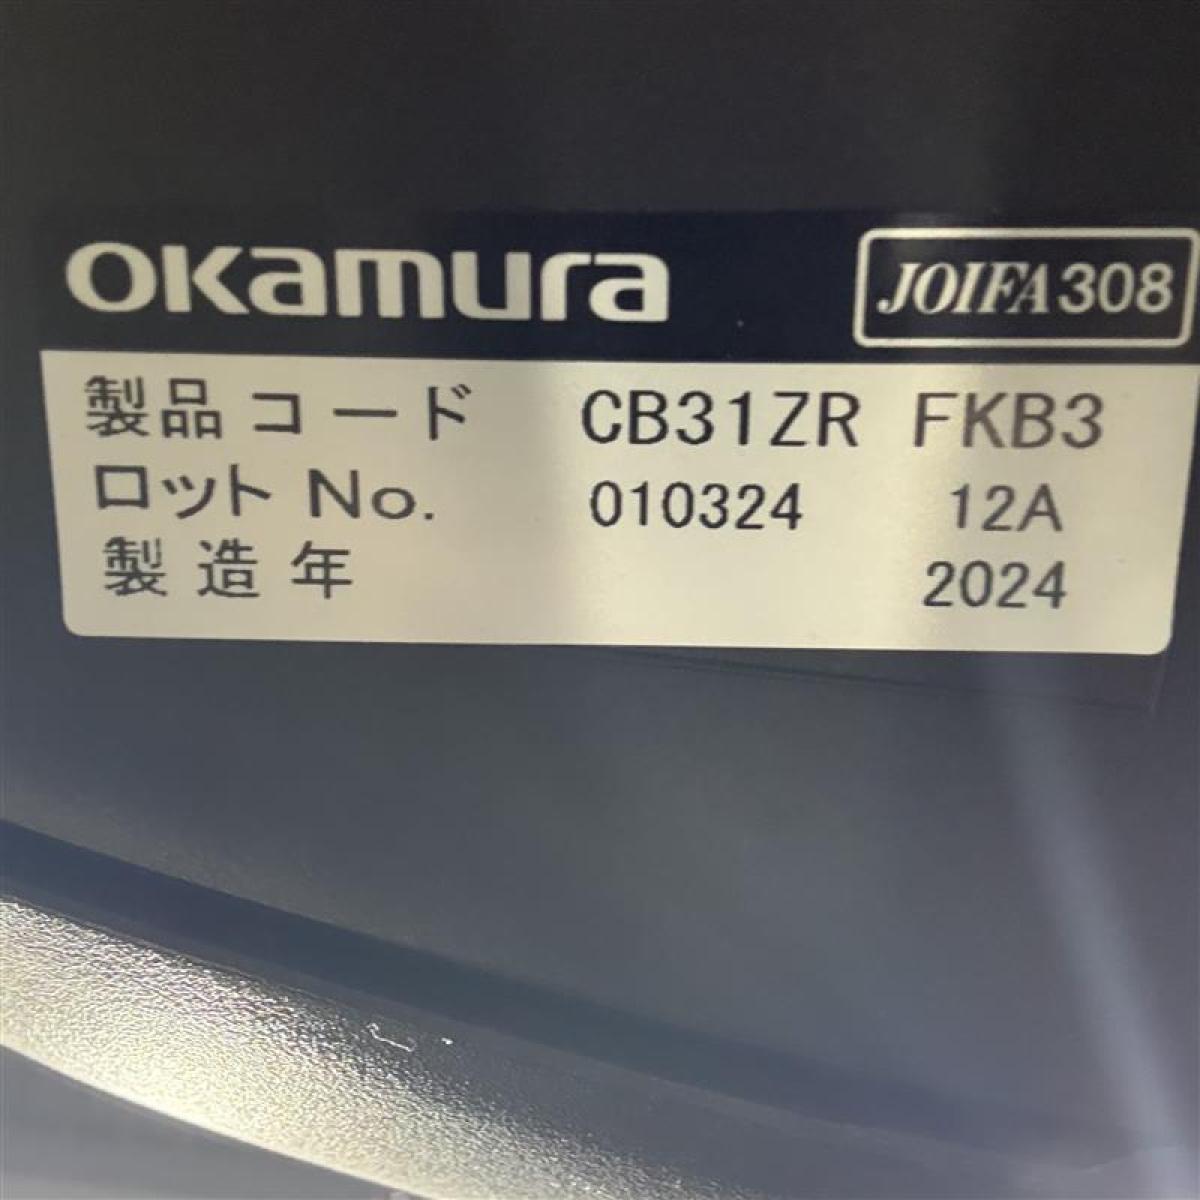 okamura JOIFA308
製品コード CB31ZR FKB3
ロット No. 010324 12A
製造年 2024